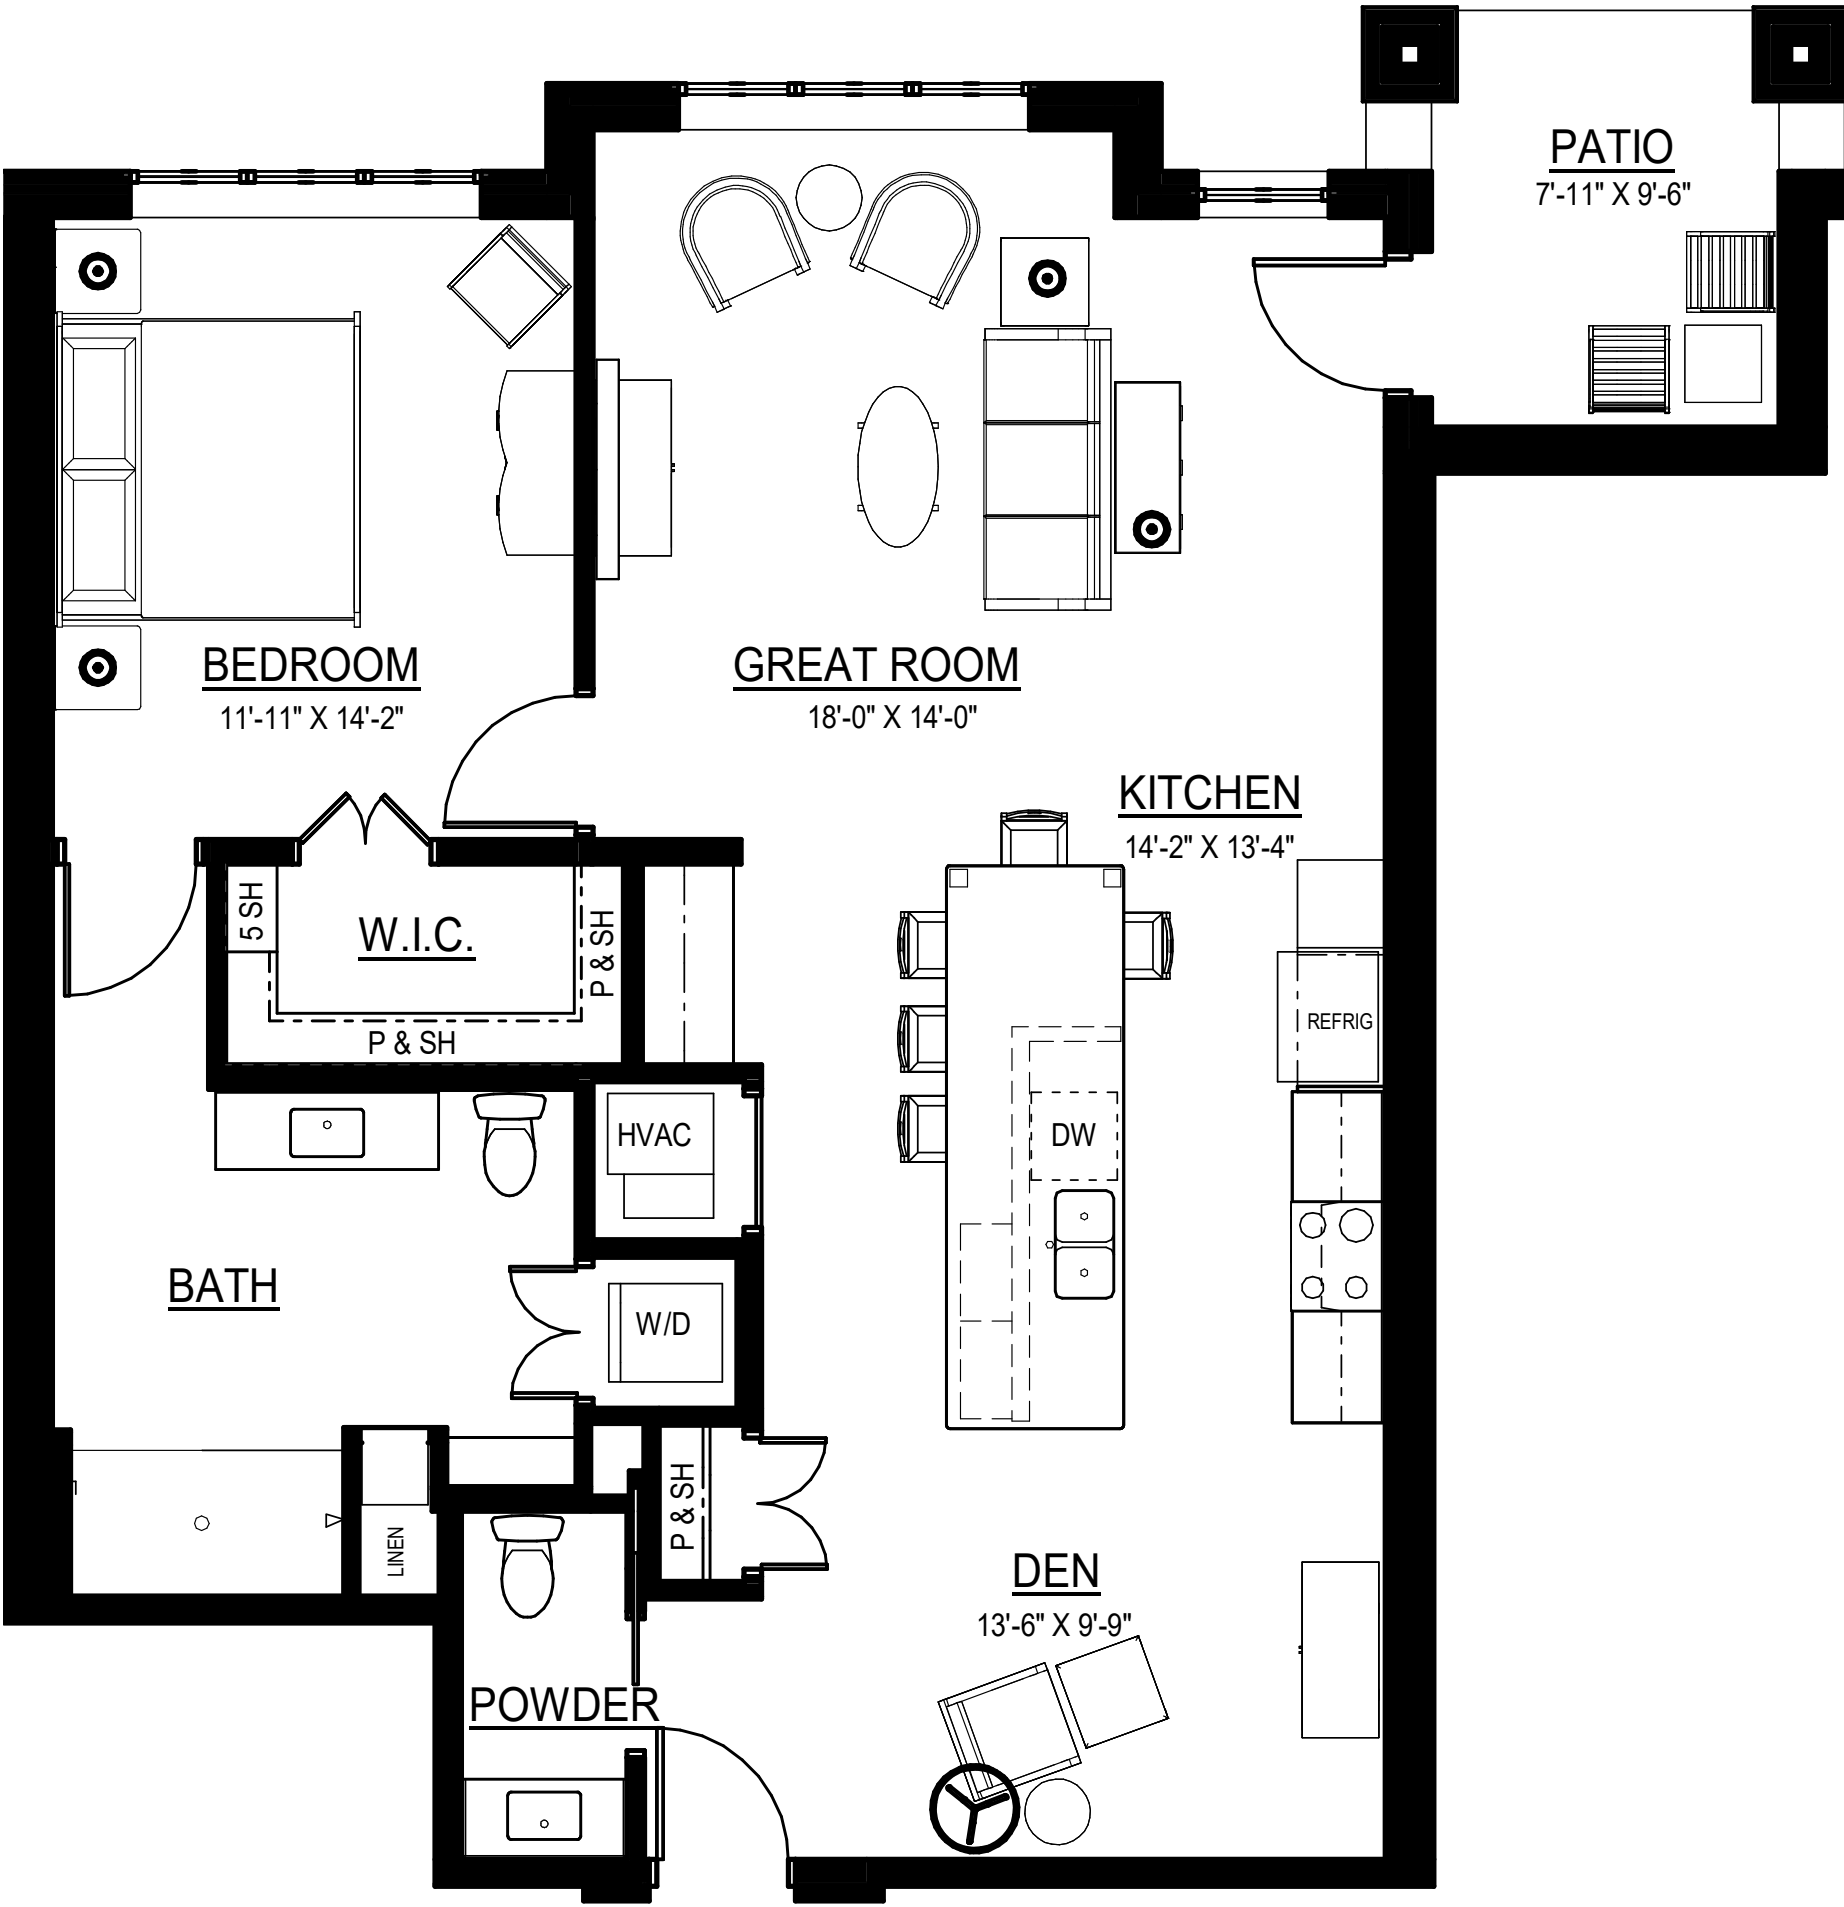 PATIO
7'-11" X 9'-6"
BEDROOM
11'-11" X 14'-2"
GREAT ROOM
18'-0" X 14'-0"
KITCHEN
14'-2" X 13'-4"
5 SH
W.I.C.
P & SH
P & SH
REFRIG
HVAC
DW
BATH
W/D
P & SH
LINEN
DEN
13'-6" X 9'-9"
POWDER